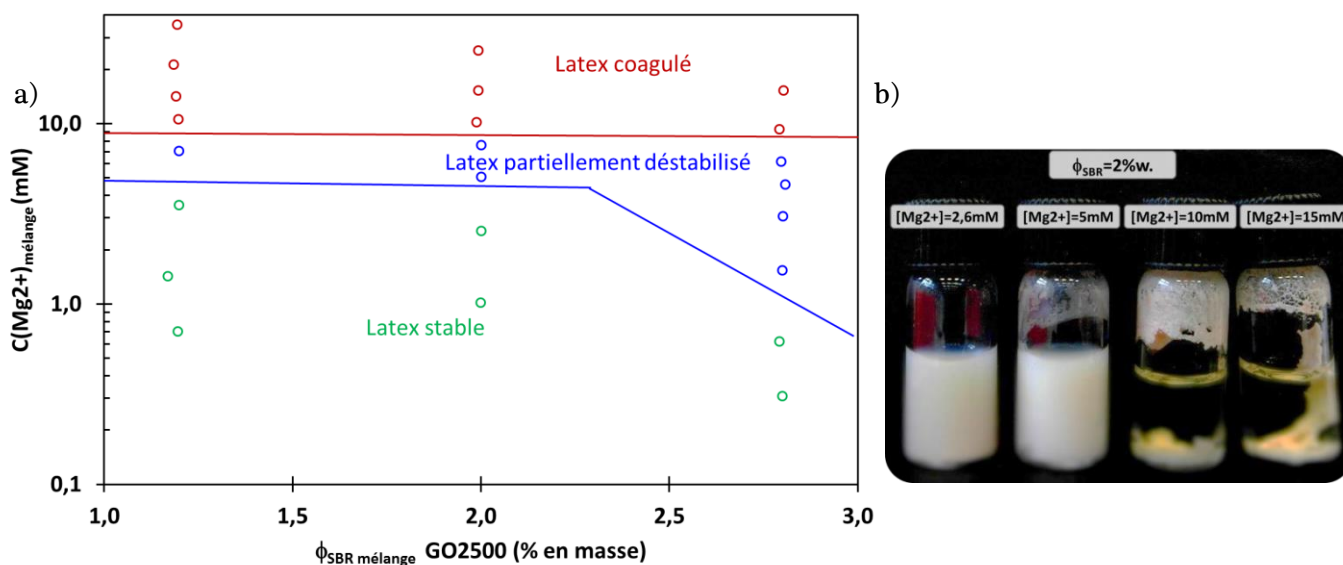 a)
C(Mg2+)mélange (mM)
10,0
1,0
0,1
Latex coagulé
Latex partiellement déstabilisé
Latex stable
1,0 1,5 2,0 2,5 3,0
ϕSBR mélange GO2500 (% en masse)
b)
ϕSBR=2%w.
[Mg2+]=2,6mM [Mg2+]=5mM [Mg2+]=10mM [Mg2+]=15mM